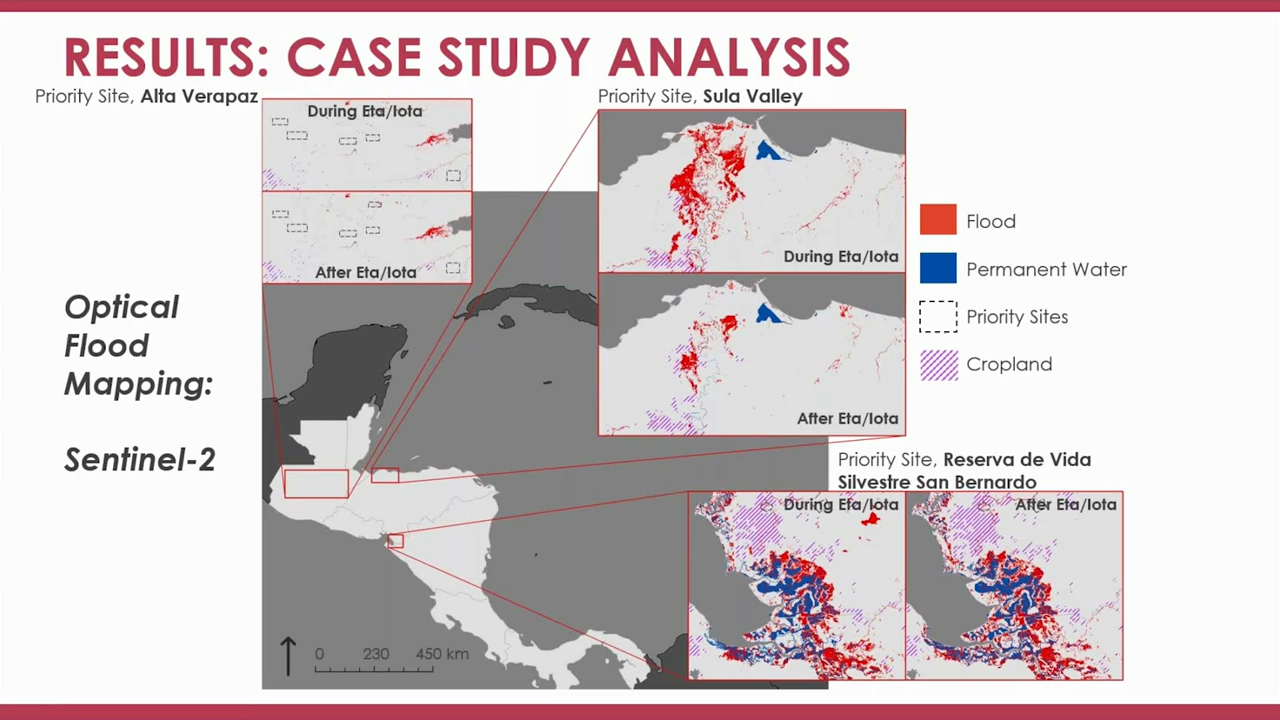 RESULTS: CASE STUDY ANALYSIS
Priority Site, Alta Verapaz
During Eta/Iota
After Eta/Iota
Priority Site, Sula Valley
During Eta/Iota
After Eta/Iota
Flood
Permanent Water
Priority Sites
Cropland
Optical
Flood
Mapping:
Sentinel-2
Priority Site, Reserva de Vida
Silvestre San Bernardo
During Eta/Iota
After Eta/Iota
0 230 450 km